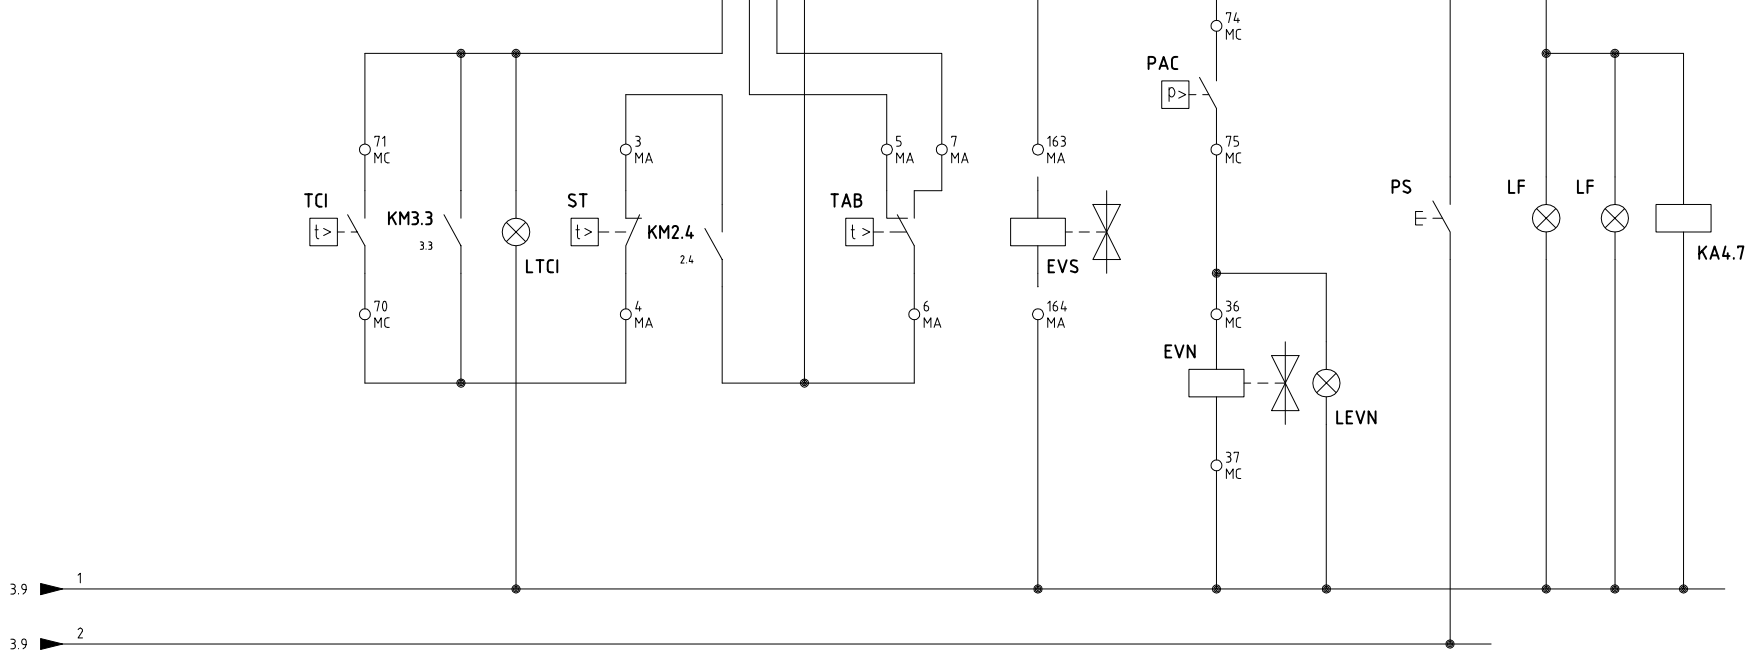 74
MC
PAC
p>
71
MC
3
MA
5
MA
7
MA
163
MA
75
MC
TCI
t>
KM3.3
3.3
LTCI
ST
t>
KM2.4
2.4
TAB
t>
EVS
PS
LF
LF
KA4.7
70
MC
4
MA
6
MA
164
MA
36
MC
EVN
LEVN
37
MC
3.9
1
3.9
2